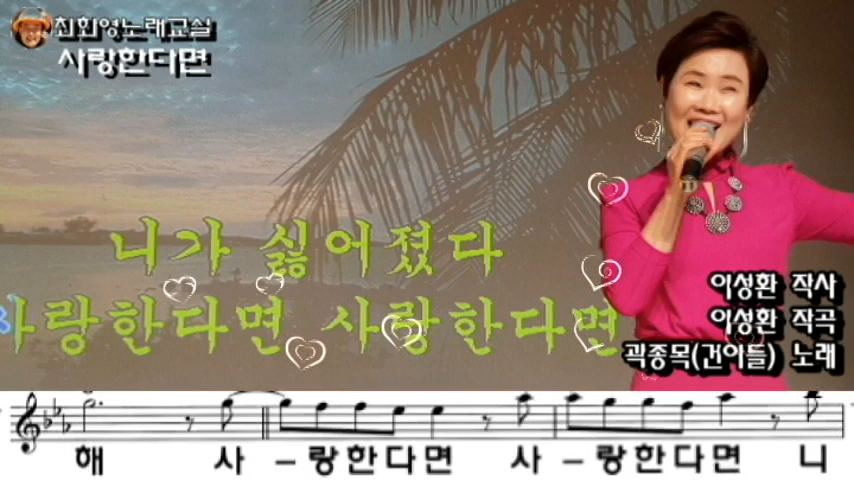 최회영노래교실
사랑한다면
니가 싫어졌다
사랑한다면 사랑한다면
이성환 작사
이성환 작곡
곽종목(건아들) 노래
해 사 -랑한다면 사 -랑한다면 니